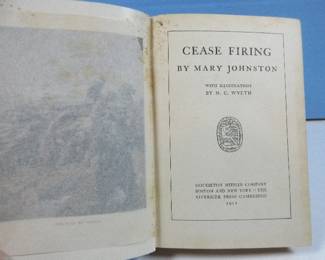 CEASE FIRING
BY MARY JOHNSTON
WITH ILLUSTRATIONS
BY N. C. WYETH
HOUGHTON MIFFLIN COMPANY
BOSTON AND NEW YORK : THE
RIVERSIDE PRESS CAMBRIDGE
1912